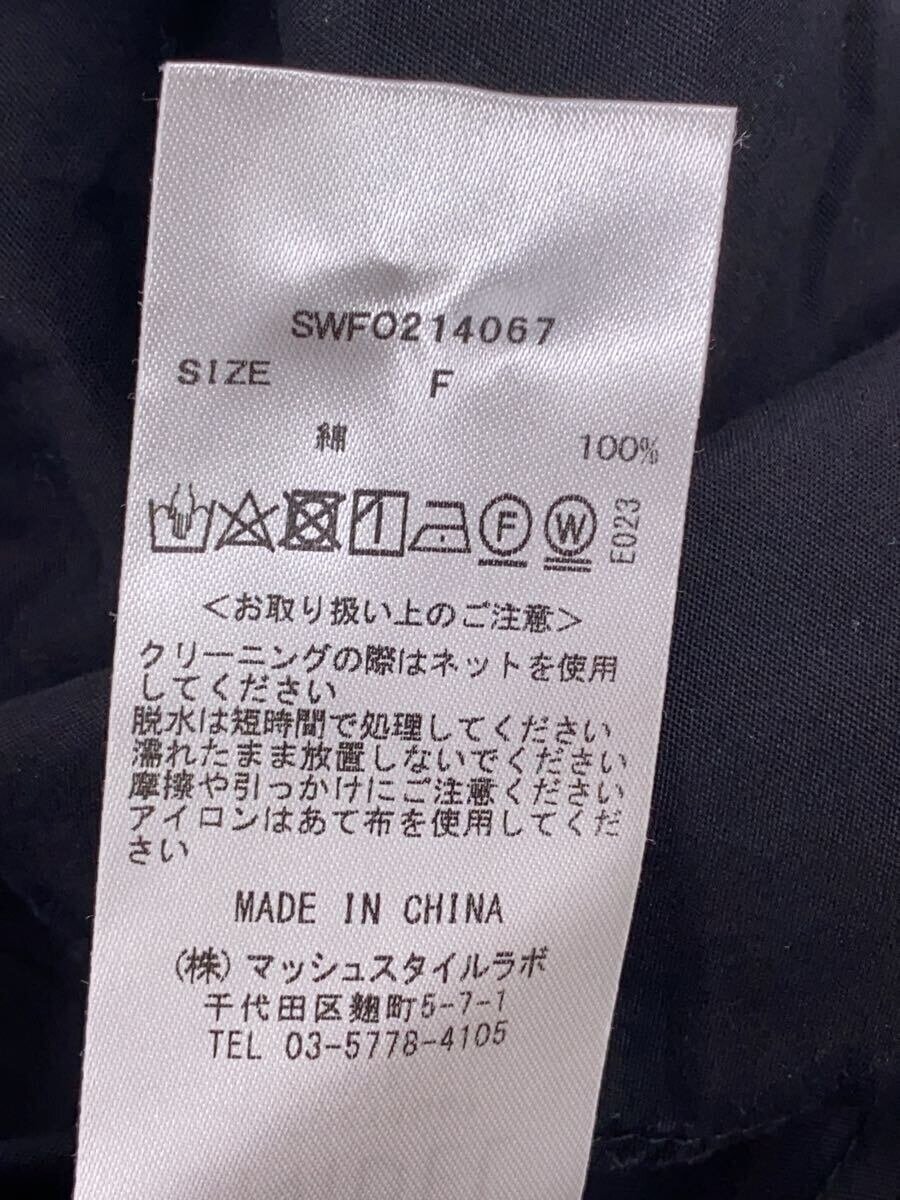 SWFO214067
SIZE F
綿 100%
F W E023
<お取り扱い上のご注意>
クリーニングの際はネットを使用
してください
脱水は短時間で処理してください
濡れたまま放置しないでください
摩擦や引っかけにご注意ください
アイロンはあて布を使用してくだ
さい
MADE IN CHINA
(株)マッシュスタイルラボ
千代田区麹町5-7-1
TEL 03-5778-4105